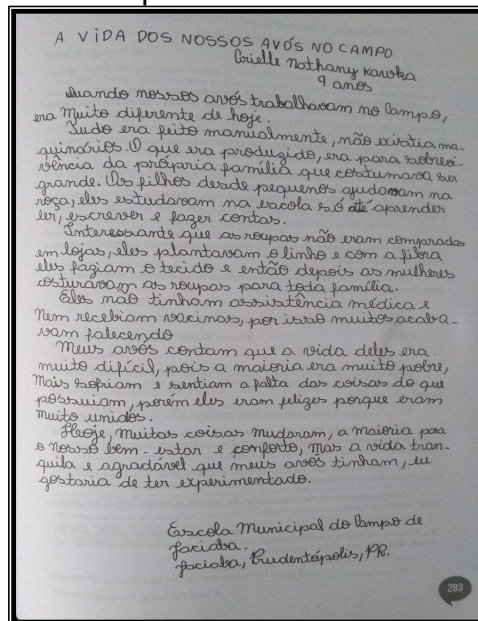 A VIDA DOS NOSSOS AVÓS NO CAMPO
Grielle Nathany Kavka
9 anos
Quando nossos avós trabalhavam no Campo,
era muito diferente de hoje.
Tudo era feito manualmente, não existia ma-
quinários. O que era produzido, era para sobrevi-
vência da própria família que costumava ser
grande. Os filhos desde pequenos ajudavam na
roça, eles estudavam na escola só até aprender
ler, escrever e fazer contas.
Interessante que as roupas não eram compradas
em lojas, eles plantavam o linho e com a fibra
eles faziam o tecido e então depois as mulheres
costuravam as roupas para toda família.
Eles não tinham assistência médica e
Nem recebiam vacinas, por isso muitos acaba-
vam falecendo
Meus avós contam que a vida deles era
muito difícil, pois a maioria era muito pobre,
Mais sofriam e sentiam a falta das coisas do que
possuiam, porém eles eram felizes porque eram
muito unidos.
Hoje, muitas coisas mudaram, a maioria para
o nosso bem-estar e conforto, mas a vida tran-
quila e agradável que meus avós tinham, eu
gostaria de ter experimentado.
Escola Municipal do Campo de
Jaciaba.
Jaciaba, Prudentópolis, PR.
283